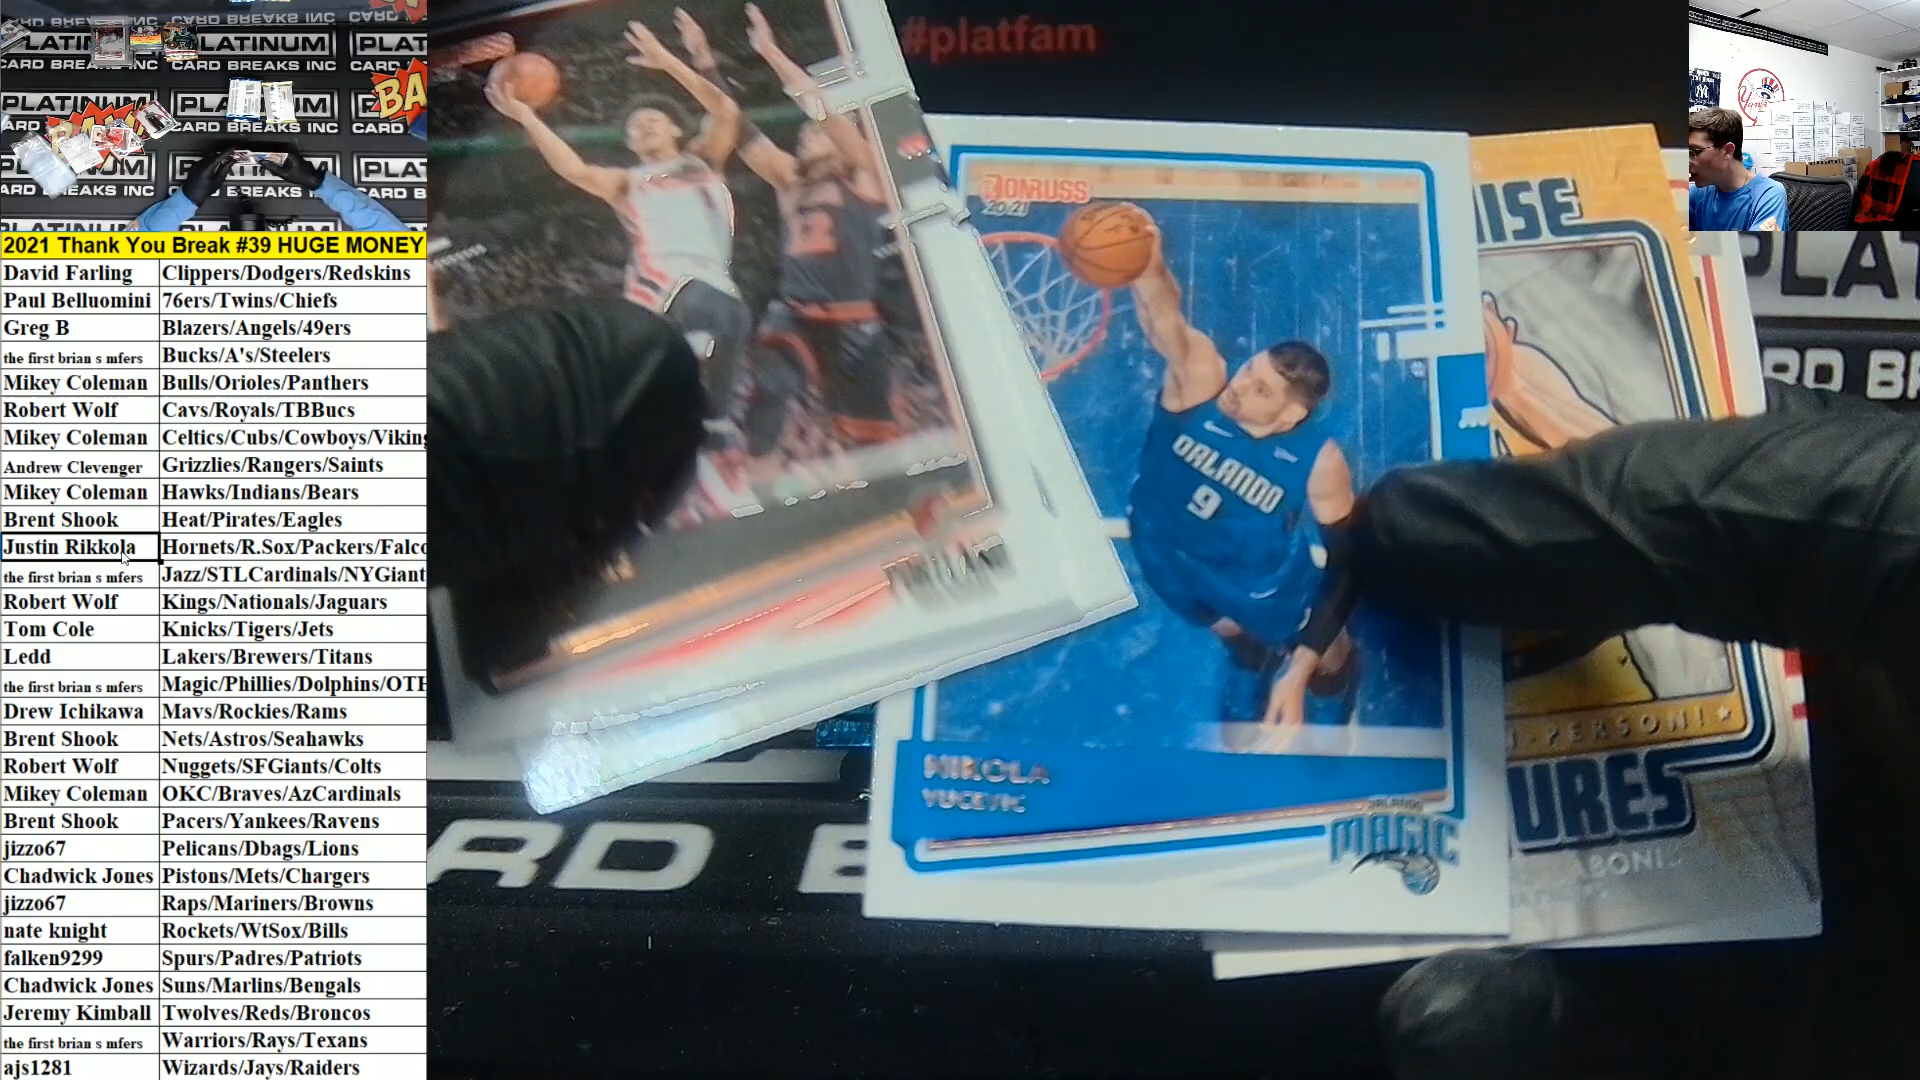 CARD BREAKS INC CARD BREAKS INC
PLATINUM PLAT
CARD BREAKS INC CARD BREAKS INC CARD
PLATINUM
CARD BREAKS INC
BA
PLAT
#platfam
DONRUSS
20-21
ORLANDO
9
NIKOLA
VUCEVIC
ORLANDO
MAGIC
2021 Thank You Break #39 HUGE MONEY
David Farling Clippers/Dodgers/Redskins
Paul Belluomini 76ers/Twins/Chiefs
Greg B Blazers/Angels/49ers
the first brian s mfers Bucks/A's/Steelers
Mikey Coleman Bulls/Orioles/Panthers
Robert Wolf Cavs/Royals/TBBucs
Mikey Coleman Celtics/Cubs/Cowboys/Viking
Andrew Clevenger Grizzlies/Rangers/Saints
Mikey Coleman Hawks/Indians/Bears
Brent Shook Heat/Pirates/Eagles
Justin Rikkola Hornets/R.Sox/Packers/Falco
the first brian s mfers Jazz/STLCardinals/NYGiant
Robert Wolf Kings/Nationals/Jaguars
Tom Cole Knicks/Tigers/Jets
Ledd Lakers/Brewers/Titans
the first brian s mfers Magic/Phillies/Dolphins/OTH
Drew Ichikawa Mavs/Rockies/Rams
Brent Shook Nets/Astros/Seahawks
Robert Wolf Nuggets/SFGiants/Colts
Mikey Coleman OKC/Braves/AzCardinals
Brent Shook Pacers/Yankees/Ravens
jizzo67 Pelicans/Dbags/Lions
Chadwick Jones Pistons/Mets/Chargers
jizzo67 Raps/Mariners/Browns
nate knight Rockets/WtSox/Bills
falken9299 Spurs/Padres/Patriots
Chadwick Jones Suns/Marlins/Bengals
Jeremy Kimball Twolves/Reds/Broncos
the first brian s mfers Warriors/Rays/Texans
ajs1281 Wizards/Jays/Raiders
ISE
-PERSON!
URES
ABONIS
PLA
RD BR
RD B